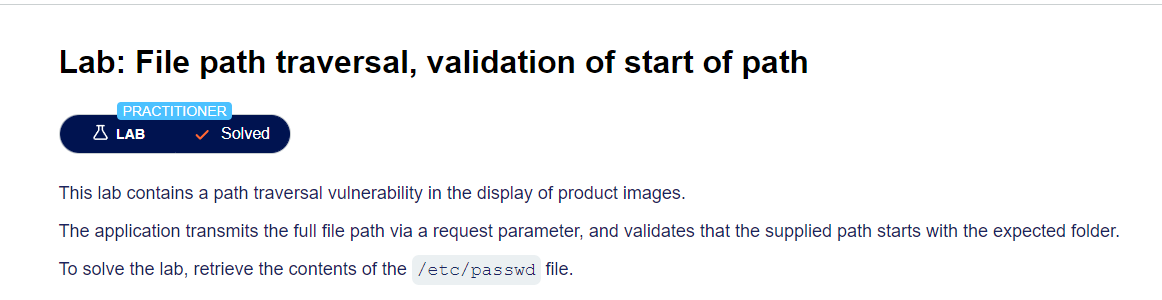 Lab: File path traversal, validation of start of path
PRACTITIONER
LAB Solved
This lab contains a path traversal vulnerability in the display of product images.
The application transmits the full file path via a request parameter, and validates that the supplied path starts with the expected folder.
To solve the lab, retrieve the contents of the /etc/passwd file.